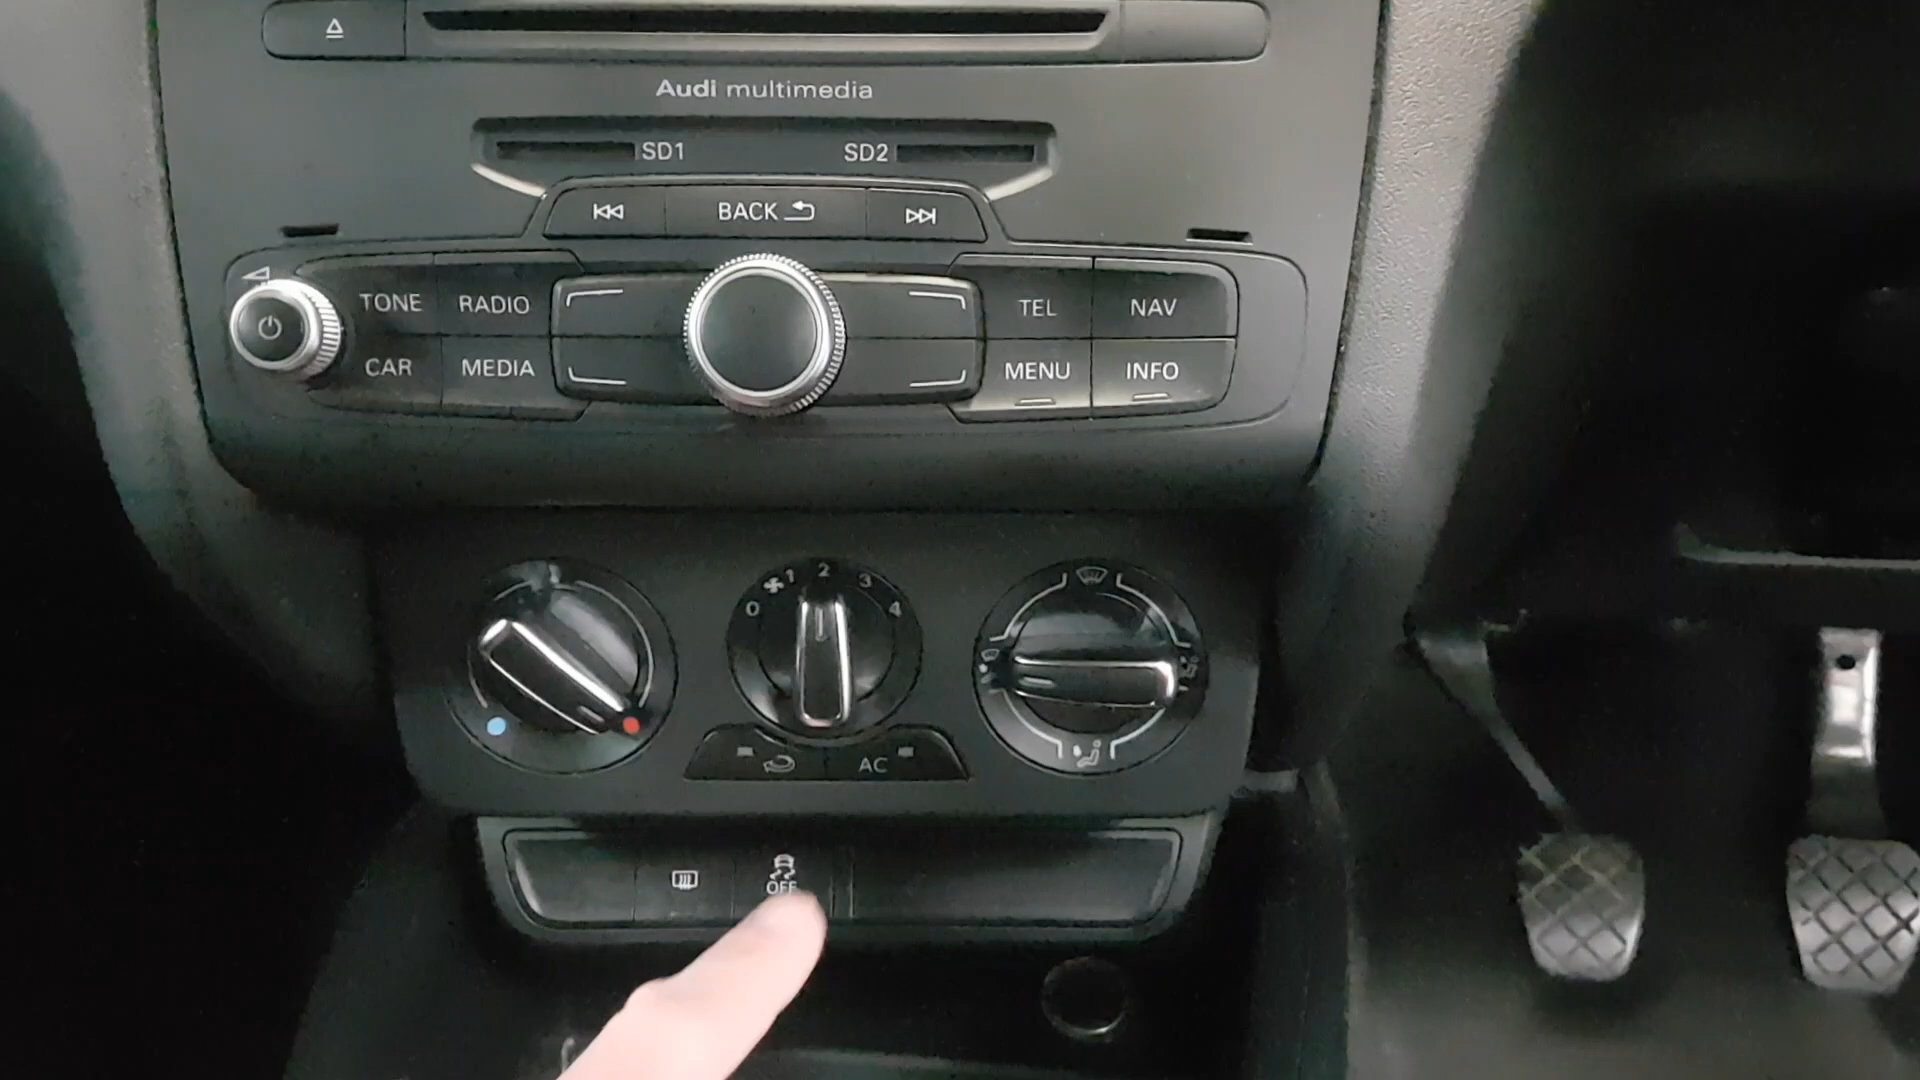 Audi multimedia
SD1 SD2
BACK
TONE RADIO TEL NAV
CAR MEDIA MENU INFO
0 1 2 3 4
AC
OFF